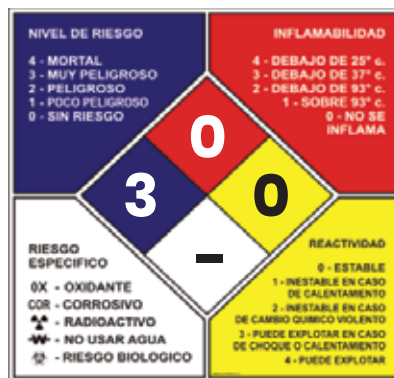 NIVEL DE RIESGO
4 - MORTAL
3 - MUY PELIGROSO
2 - PELIGROSO
1 - POCO PELIGROSO
0 - SIN RIESGO
INFLAMABILIDAD
4 - DEBAJO DE 25° c.
3 - DEBAJO DE 37° c.
2 - DEBAJO DE 93° c.
1 - SOBRE 93° c.
0 - NO SE
INFLAMA
0
3
0
-
RIESGO
ESPECIFICO
OX - OXIDANTE
COR - CORROSIVO
☢ - RADIOACTIVO
W - NO USAR AGUA
☣ - RIESGO BIOLOGICO
REACTIVIDAD
0 - ESTABLE
1 - INESTABLE EN CASO
DE CALENTAMIENTO
2 - INESTABLE EN CASO
DE CAMBIO QUIMICO VIOLENTO
3 - PUEDE EXPLOTAR EN CASO
DE CHOQUE O CALENTAMIENTO
4 - PUEDE EXPLOTAR